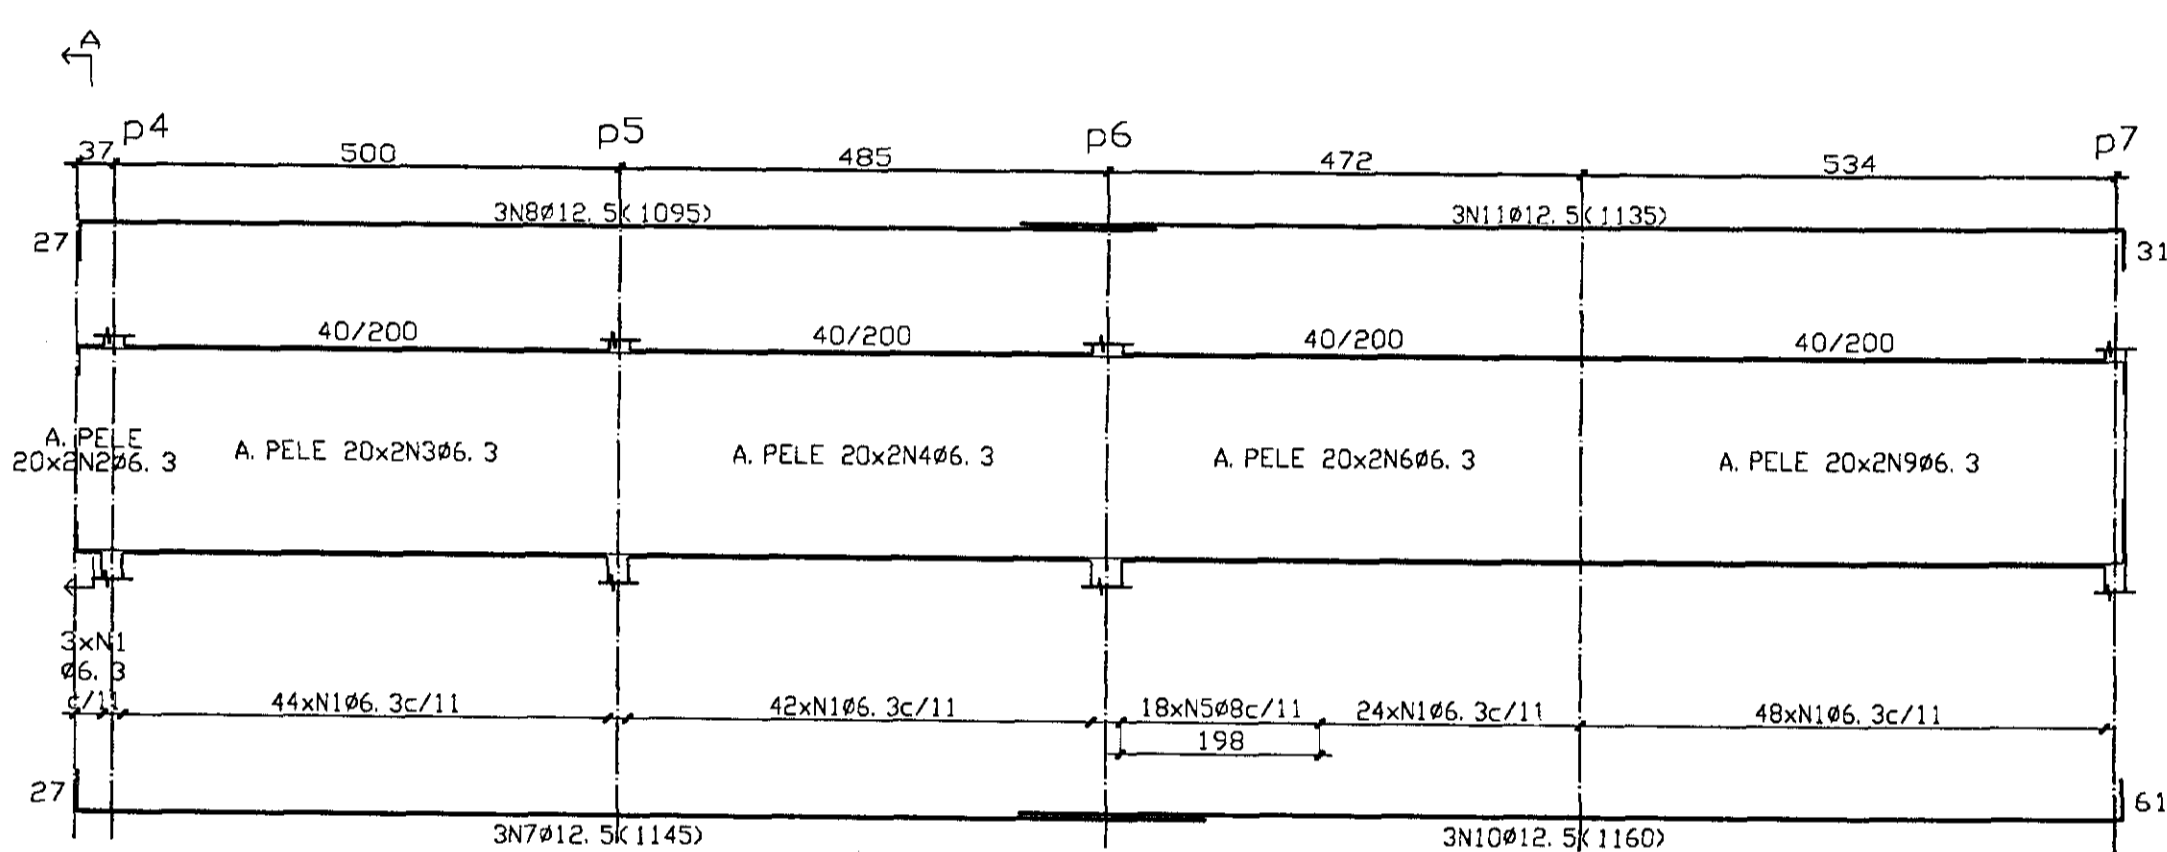 A
p4 p5 p6 p7
37 500 485 472 534
3N8ø12. 5(1095) 3N11ø12. 5(1135)
27 31
40/200 40/200 40/200 40/200
A. PELE
20x2N2ø6. 3
A. PELE 20x2N3ø6. 3 A. PELE 20x2N4ø6. 3 A. PELE 20x2N6ø6. 3 A. PELE 20x2N9ø6. 3
3xN1
ø6. 3
c/11
44xN1ø6. 3c/11 42xN1ø6. 3c/11 18xN5ø8c/11 24xN1ø6. 3c/11 48xN1ø6. 3c/11
198
27 61
3N7ø12. 5(1145) 3N10ø12. 5(1160)